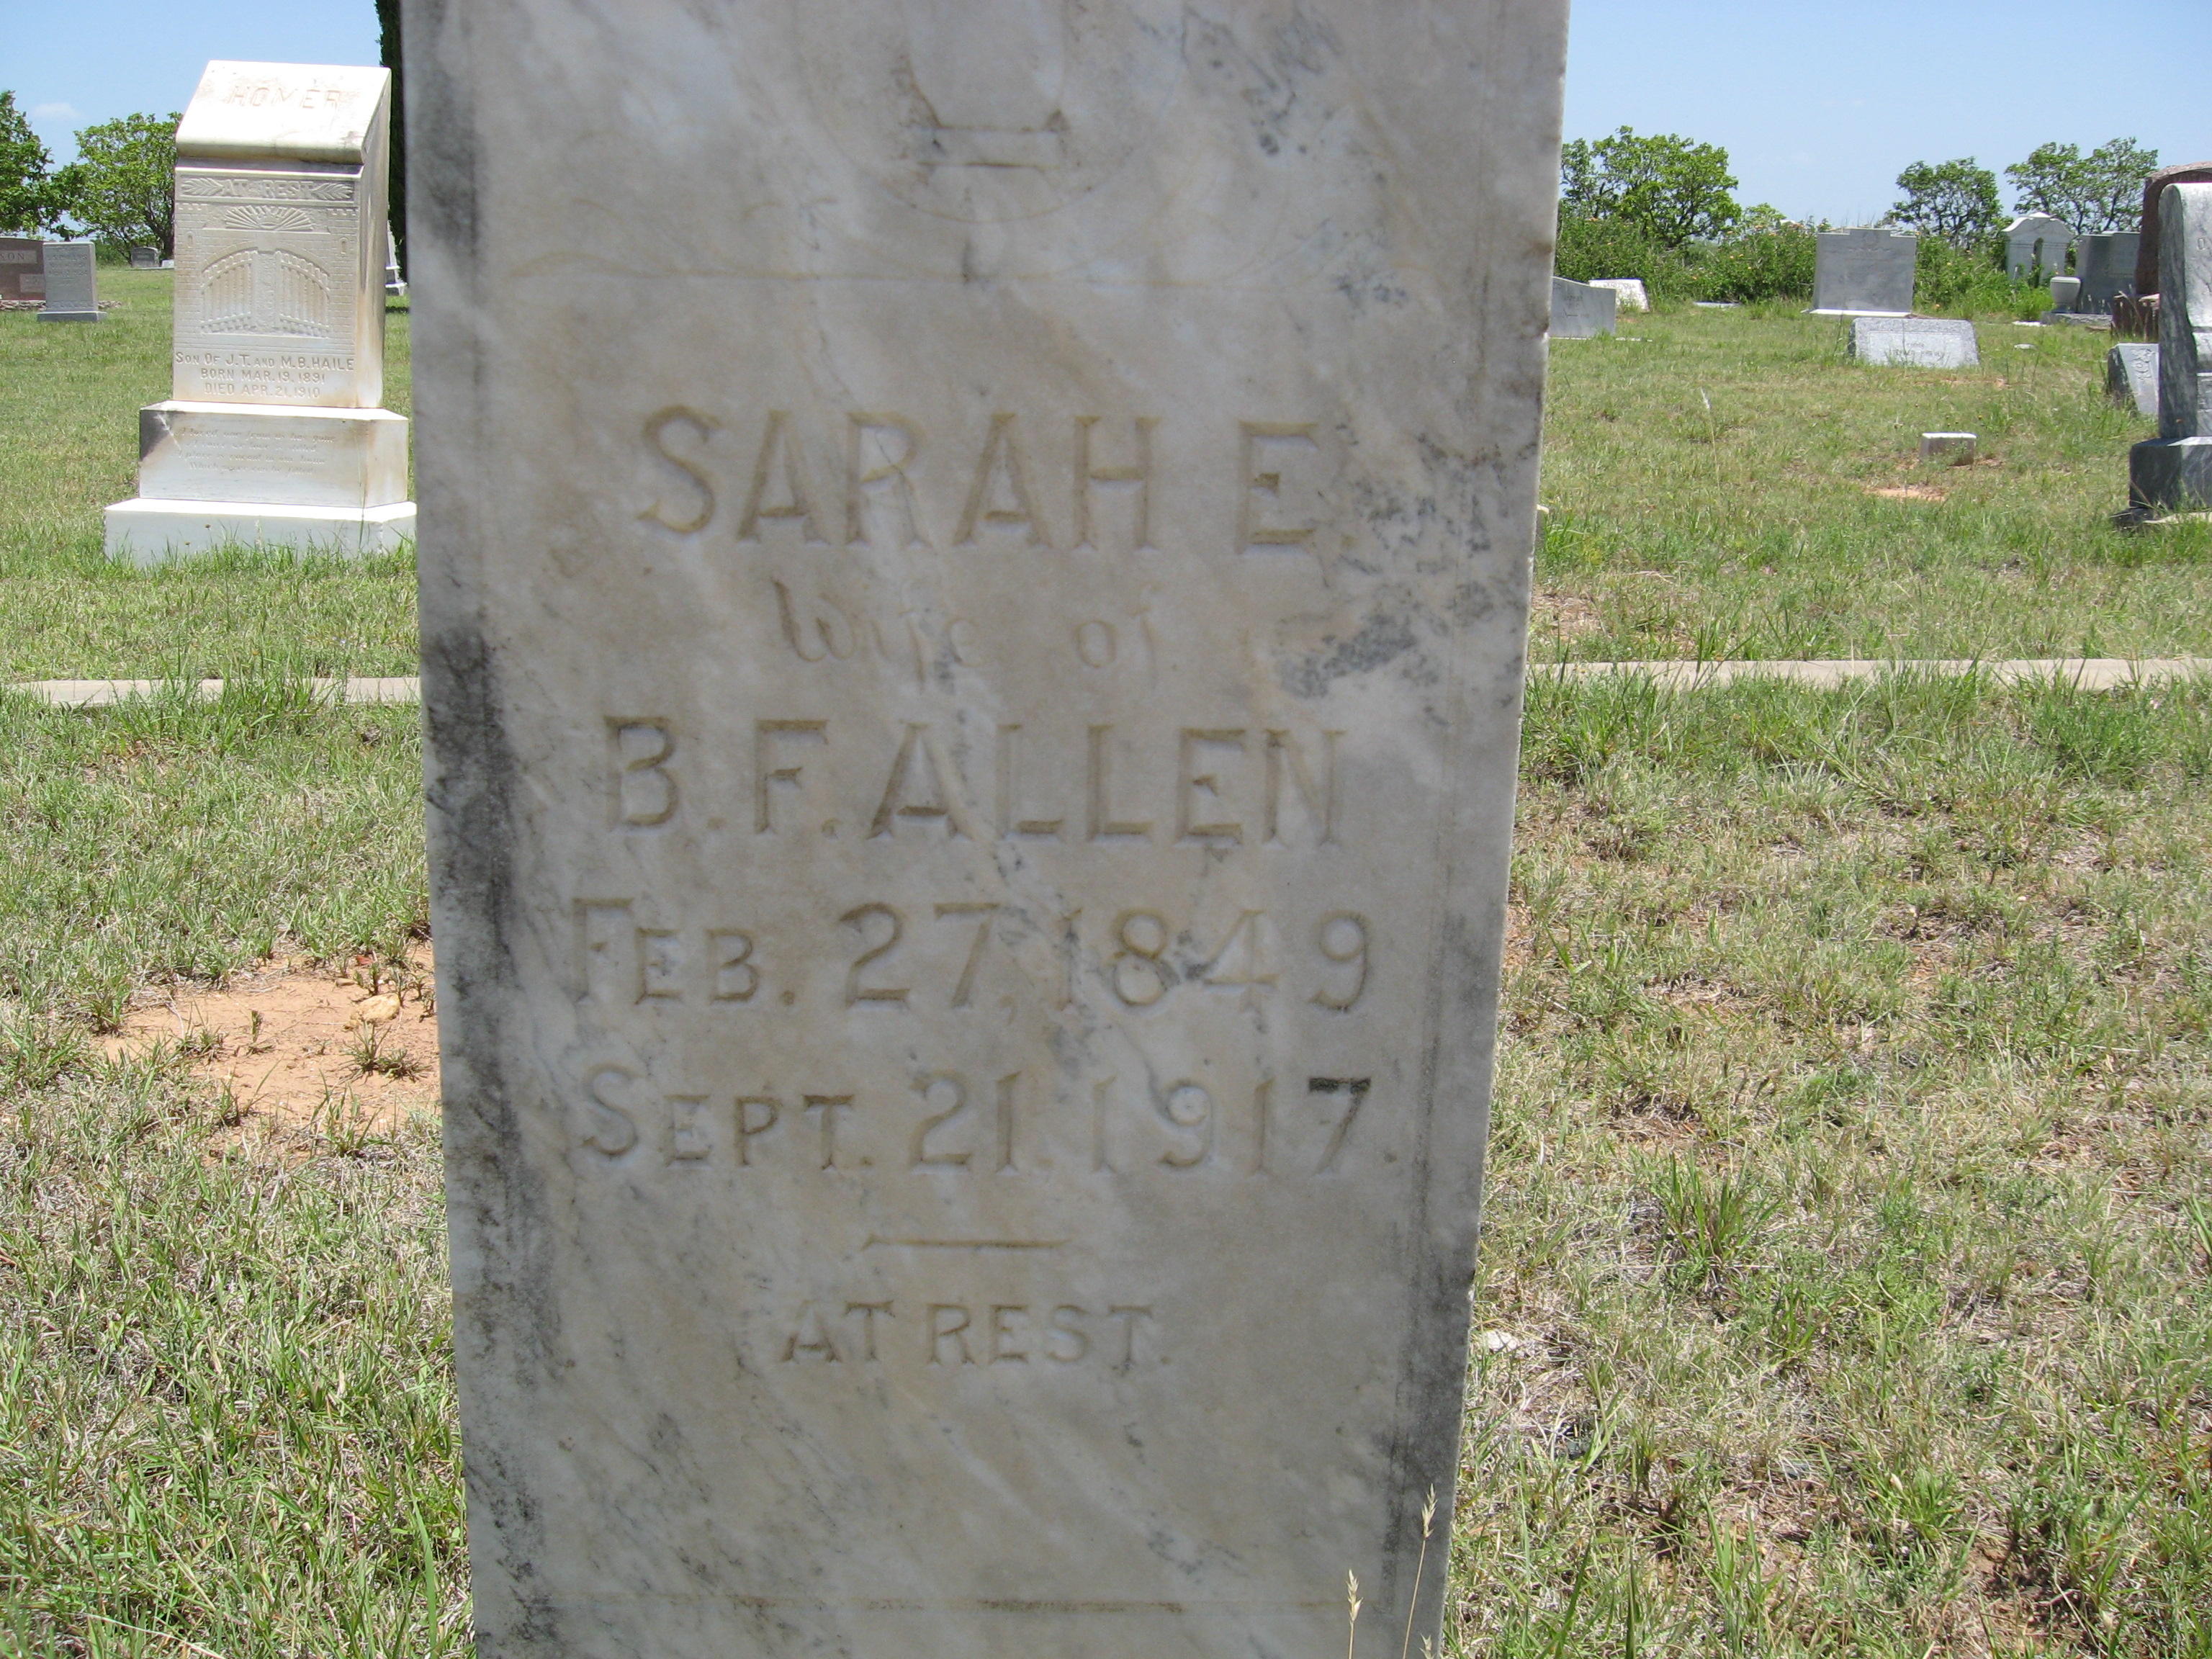 HOMER
AT REST
SON OF J.T. AND M.B. HAILE
BORN MAR. 19, 1891
DIED APR. 21, 1910
SON
SARAH E.
Wife of
B. F. ALLEN
FEB. 27, 1849
SEPT. 21. 1917.
AT REST.